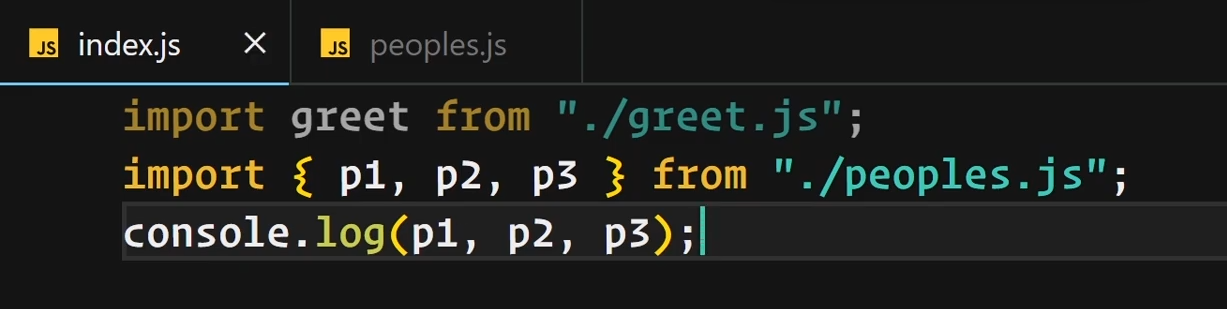 JS index.js JS peoples.js
import greet from "./greet.js";
import { p1, p2, p3 } from "./peoples.js";
console.log(p1, p2, p3);